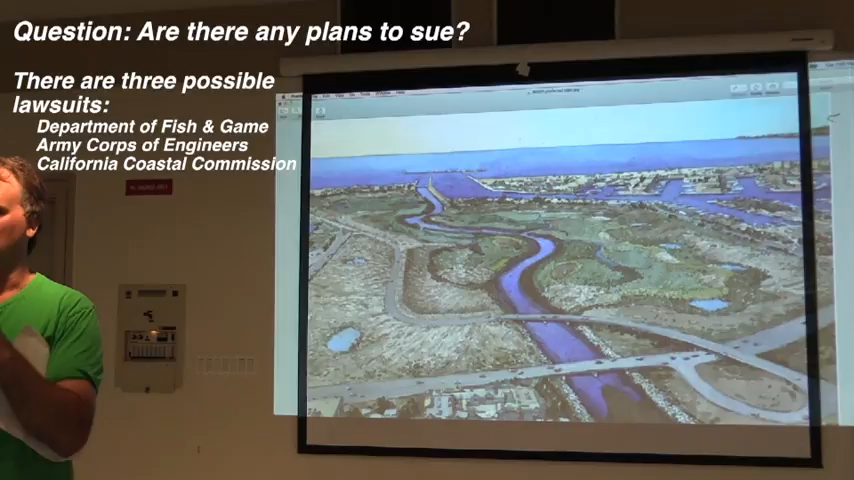 Question: Are there any plans to sue?
There are three possible
lawsuits:
Department of Fish & Game
Army Corps of Engineers
California Coastal Commission